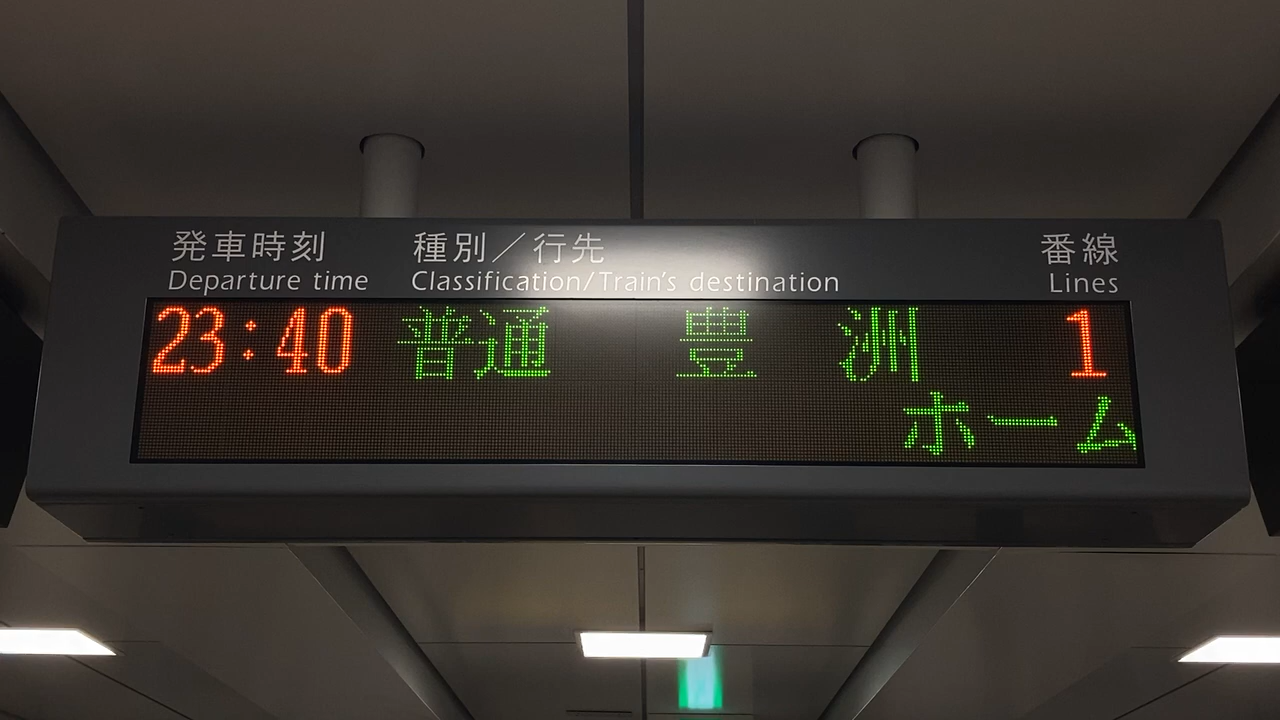 発車時刻 種別／行先 番線
Departure time Classification/Train's destination Lines
23:40 普通 豊洲 1
ホーム